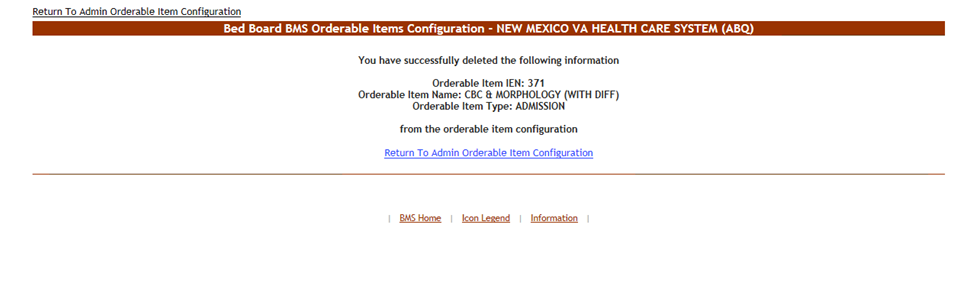 Return To Admin Orderable Item Configuration
Bed Board BMS Orderable Items Configuration - NEW MEXICO VA HEALTH CARE SYSTEM (ABQ)
You have successfully deleted the following information
Orderable Item IEN: 371
Orderable Item Name: CBC & MORPHOLOGY (WITH DIFF)
Orderable Item Type: ADMISSION
from the orderable item configuration
Return To Admin Orderable Item Configuration
| BMS Home | Icon Legend | Information |